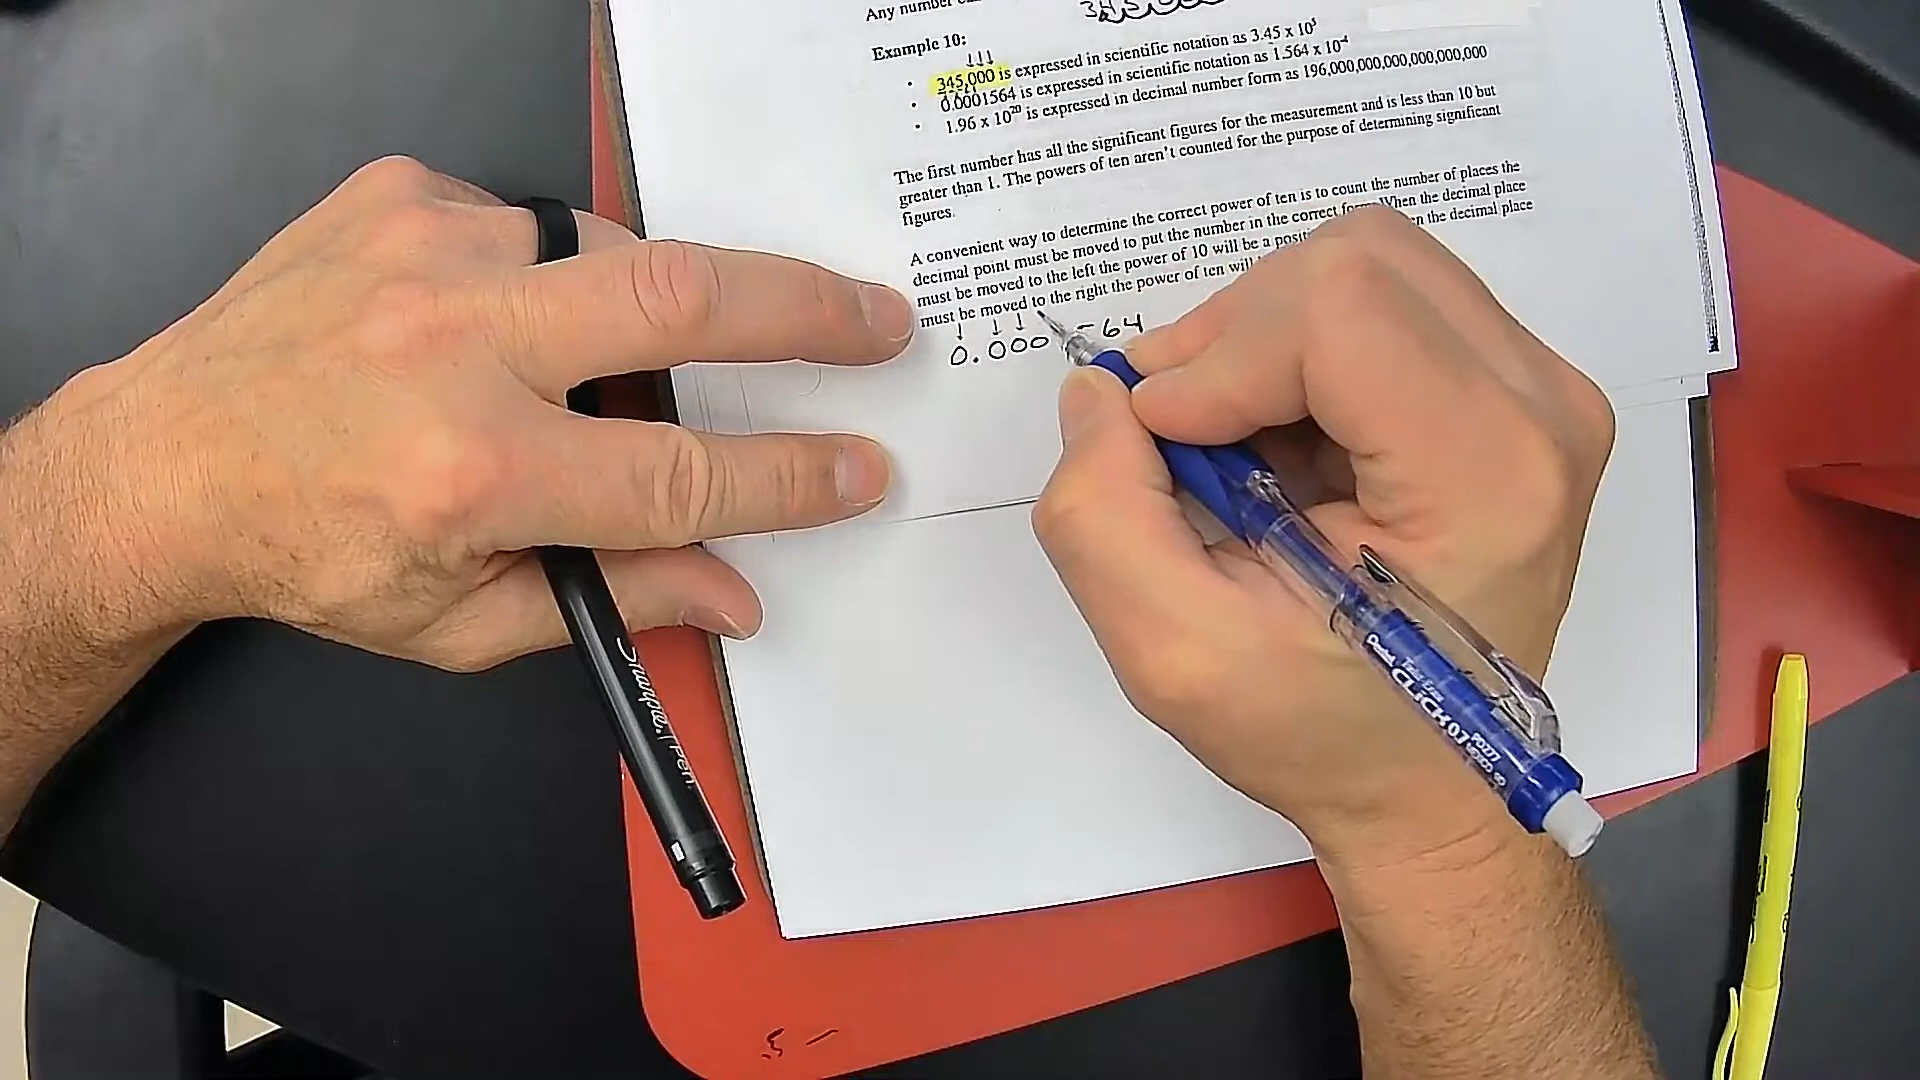 Any number
345000
Example 10:
↓↓↓
• 345,000 is expressed in scientific notation as 3.45 x 10⁵
• 0.0001564 is expressed in scientific notation as 1.564 x 10⁻⁴
• 1.96 x 10²⁰ is expressed in decimal number form as 196,000,000,000,000,000,000
The first number has all the significant figures for the measurement and is less than 10 but
greater than 1. The powers of ten aren't counted for the purpose of determining significant
figures.
A convenient way to determine the correct power of ten is to count the number of places the
decimal point must be moved to put the number in the correct When the decimal place
must be moved to the left the power of 10 will be a the decimal place
must be moved to the right the power of ten will
↓ ↓ ↓
0.000 64
Sharpie. Pen.
Pentel
CLiCK 0.7
PD277
.5 -